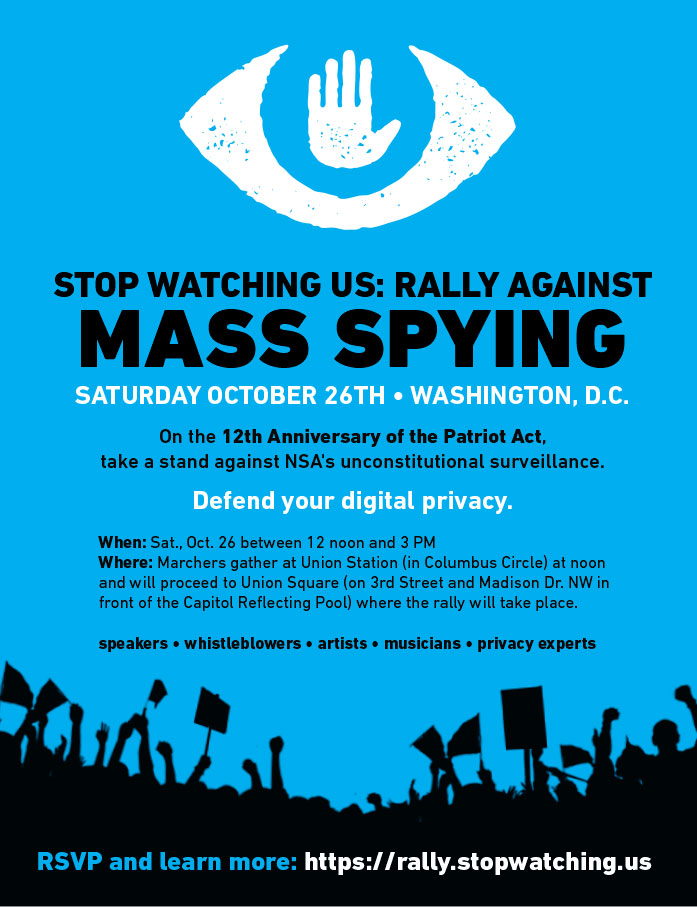 STOP WATCHING US: RALLY AGAINST
MASS SPYING
SATURDAY OCTOBER 26TH • WASHINGTON, D.C.
On the 12th Anniversary of the Patriot Act,
take a stand against NSA's unconstitutional surveillance.
Defend your digital privacy.
When: Sat., Oct. 26 between 12 noon and 3 PM
Where: Marchers gather at Union Station (in Columbus Circle) at noon
and will proceed to Union Square (on 3rd Street and Madison Dr. NW in
front of the Capitol Reflecting Pool) where the rally will take place.
speakers • whistleblowers • artists • musicians • privacy experts
RSVP and learn more: https://rally.stopwatching.us